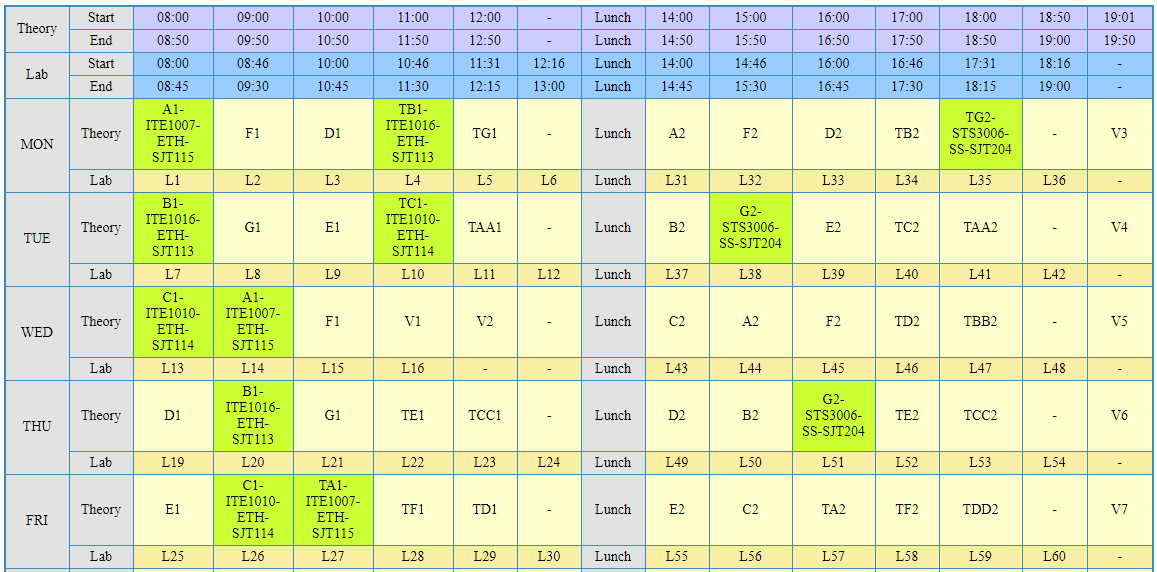 Theory Start 08:00 09:00 10:00 11:00 12:00 - Lunch 14:00 15:00 16:00 17:00 18:00 18:50 19:01
End 08:50 09:50 10:50 11:50 12:50 - Lunch 14:50 15:50 16:50 17:50 18:50 19:00 19:50
Lab Start 08:00 08:46 10:00 10:46 11:31 12:16 Lunch 14:00 14:46 16:00 16:46 17:31 18:16 -
End 08:45 09:30 10:45 11:30 12:15 13:00 Lunch 14:45 15:30 16:45 17:30 18:15 19:00 -
MON Theory A1-ITE1007-ETH-SJT115 F1 D1 TB1-ITE1016-ETH-SJT113 TG1 - Lunch A2 F2 D2 TB2 TG2-STS3006-SS-SJT204 - V3
Lab L1 L2 L3 L4 L5 L6 Lunch L31 L32 L33 L34 L35 L36 -
TUE Theory B1-ITE1016-ETH-SJT113 G1 E1 TC1-ITE1010-ETH-SJT114 TAA1 - Lunch B2 G2-STS3006-SS-SJT204 E2 TC2 TAA2 - V4
Lab L7 L8 L9 L10 L11 L12 Lunch L37 L38 L39 L40 L41 L42 -
WED Theory C1-ITE1010-ETH-SJT114 A1-ITE1007-ETH-SJT115 F1 V1 V2 - Lunch C2 A2 F2 TD2 TBB2 - V5
Lab L13 L14 L15 L16 - - Lunch L43 L44 L45 L46 L47 L48 -
THU Theory D1 B1-ITE1016-ETH-SJT113 G1 TE1 TCC1 - Lunch D2 B2 G2-STS3006-SS-SJT204 TE2 TCC2 - V6
Lab L19 L20 L21 L22 L23 L24 Lunch L49 L50 L51 L52 L53 L54 -
FRI Theory E1 C1-ITE1010-ETH-SJT114 TA1-ITE1007-ETH-SJT115 TF1 TD1 - Lunch E2 C2 TA2 TF2 TDD2 - V7
Lab L25 L26 L27 L28 L29 L30 Lunch L55 L56 L57 L58 L59 L60 -